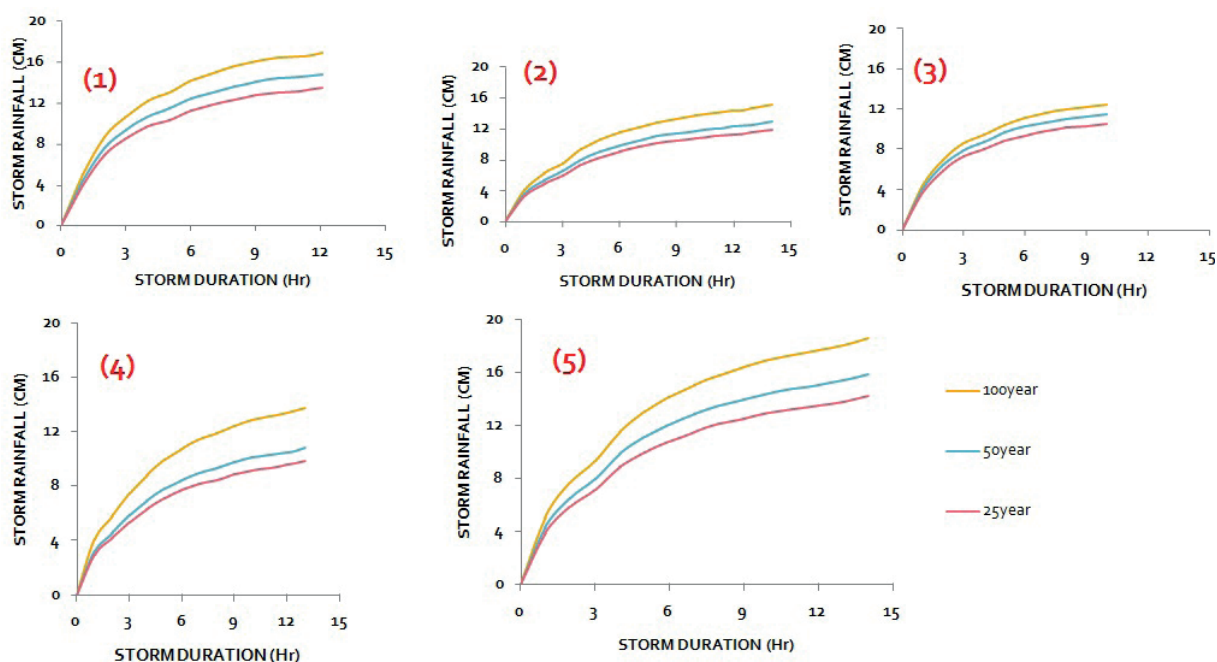 (1)
STORM RAINFALL (CM)
20
16
12
8
4
0
0 3 6 9 12 15
STORM DURATION (Hr)
(2)
STORM RAINFALL (CM)
20
16
12
8
4
0
0 3 6 9 12 15
STORM DURATION (Hr)
(3)
STORM RAINFALL (CM)
20
16
12
8
4
0
0 3 6 9 12 15
STORM DURATION (Hr)
(4)
STORM RAINFALL (CM)
20
16
12
8
4
0
0 3 6 9 12 15
STORM DURATION (Hr)
(5)
STORM RAINFALL (CM)
20
16
12
8
4
0
0 3 6 9 12 15
STORM DURATION (Hr)
100year
50year
25year